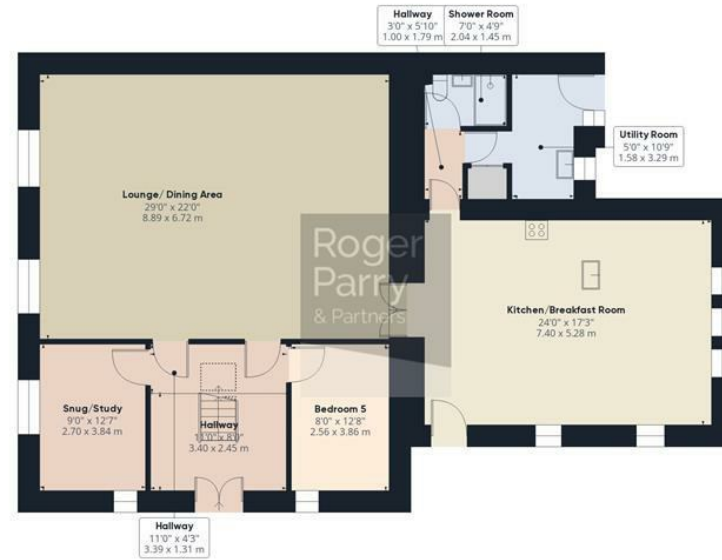 Hallway
3'0" x 5'10"
1.00 x 1.79 m
Shower Room
7'0" x 4'9"
2.04 x 1.45 m
Utility Room
5'0" x 10'9"
1.58 x 3.29 m
Lounge/ Dining Area
29'0" x 22'0"
8.89 x 6.72 m
Roger
Parry
& Partners
Kitchen/Breakfast Room
24'0" x 17'3"
7.40 x 5.28 m
Snug/Study
9'0" x 12'7"
2.70 x 3.84 m
Hallway
11'0" x 8'0"
3.40 x 2.45 m
Bedroom 5
8'0" x 12'8"
2.56 x 3.86 m
Hallway
11'0" x 4'3"
3.39 x 1.31 m